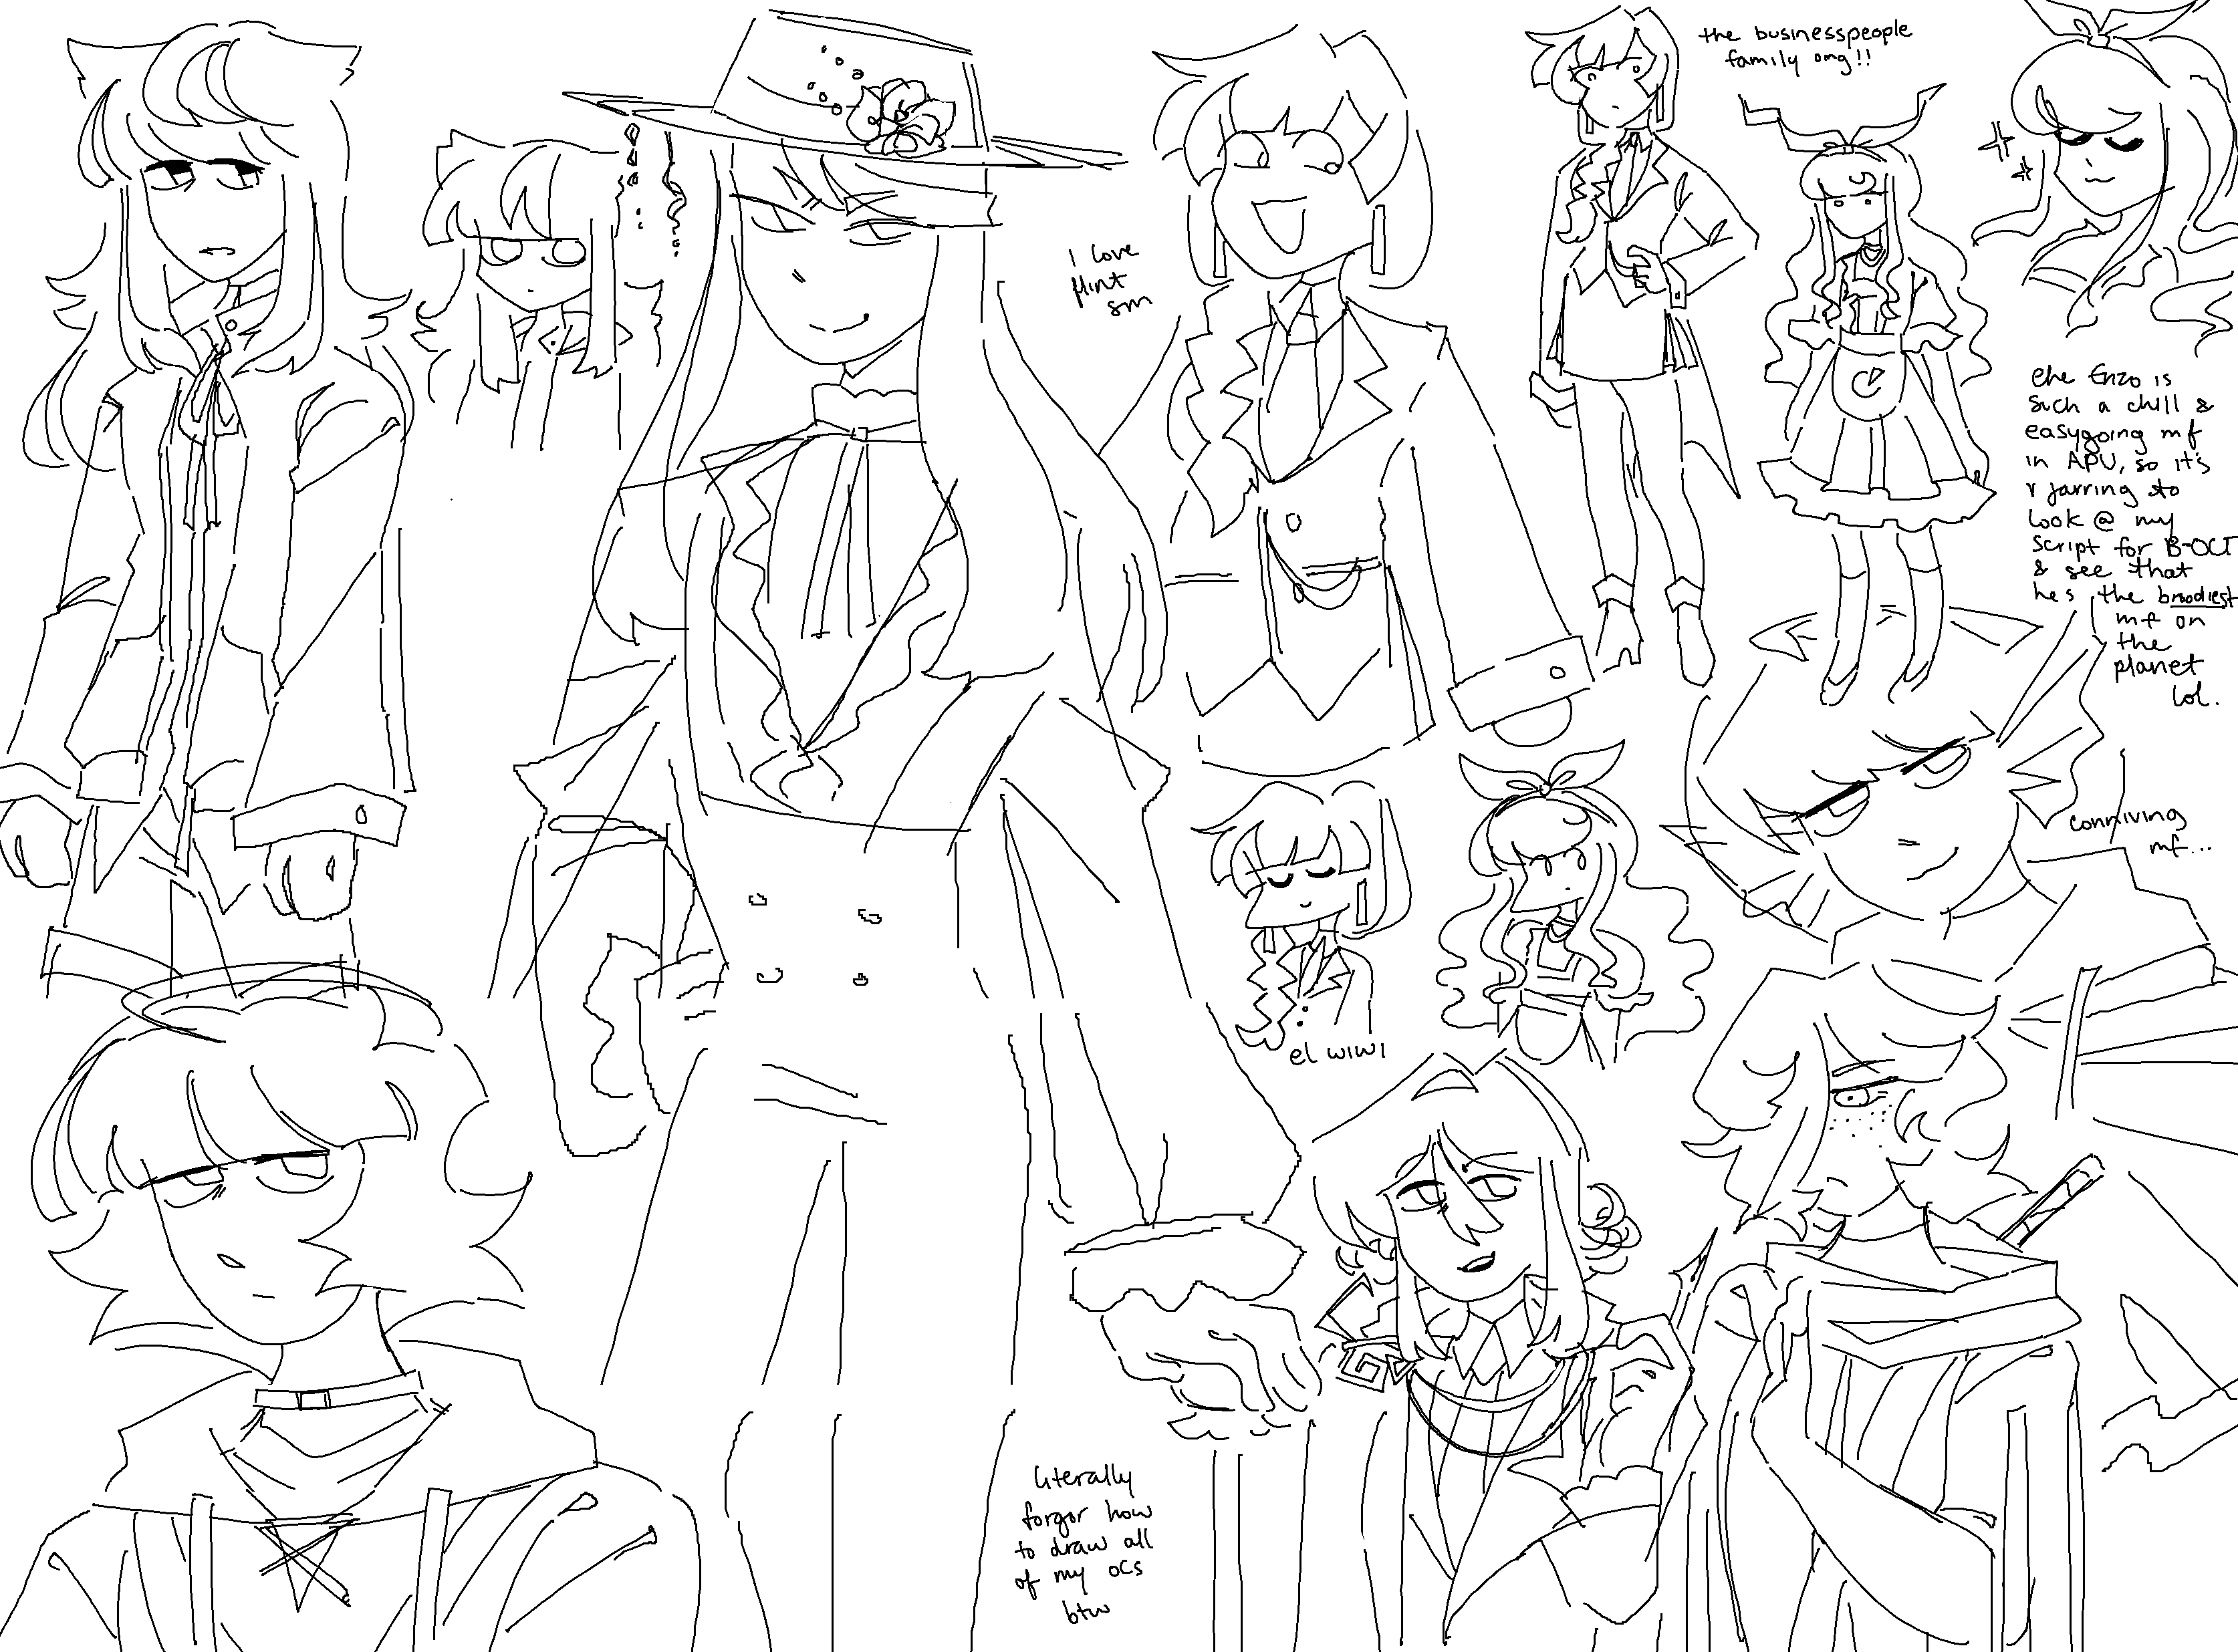 the businesspeople
family omg!!
I love
flint
sm
ehe Enzo is
such a chill &
easygoing mf
in APU, so it's
v jarring to
look @ my
script for B-OCT
& see that
he's the broodiest
mf on
the
planet
lol.
conniving
mf...
el wiwi
literally
forgor how
to draw all
of my ocs
btw